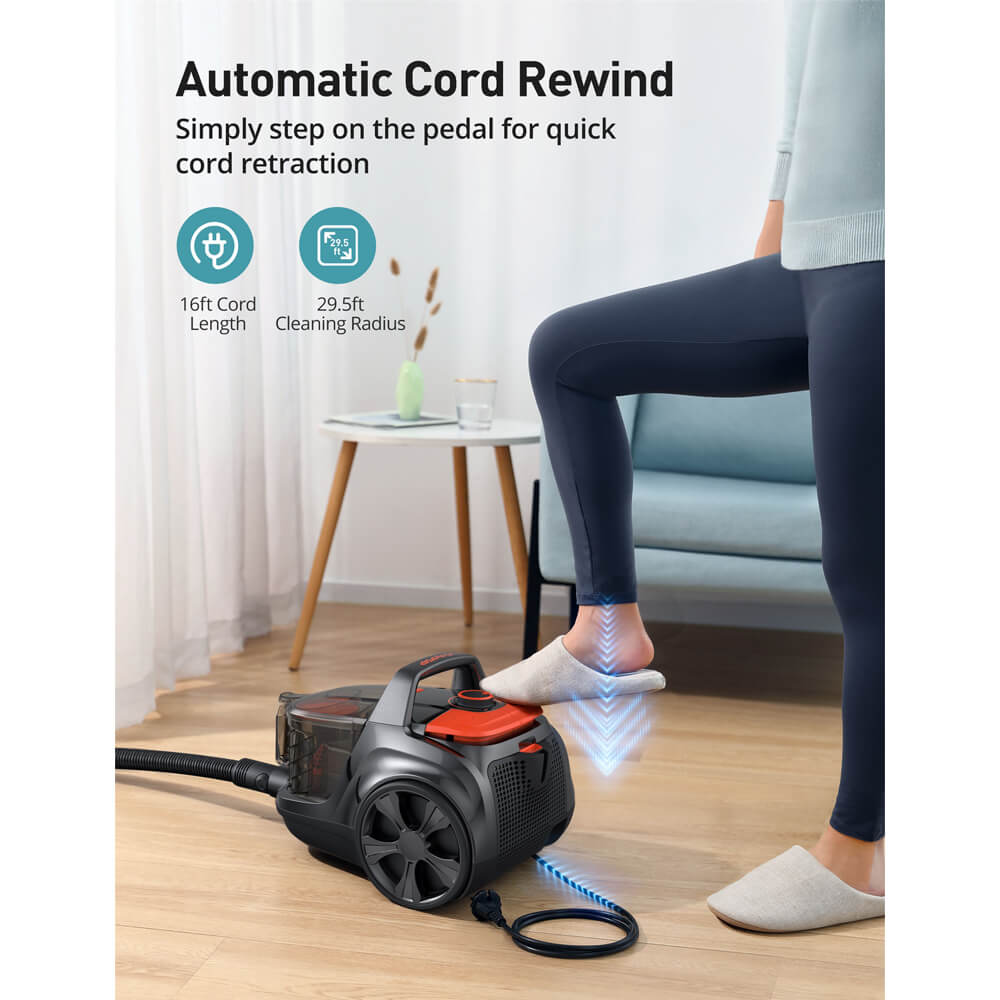 Automatic Cord Rewind
Simply step on the pedal for quick
cord retraction
29.5
ft
16ft Cord
Length
29.5ft
Cleaning Radius